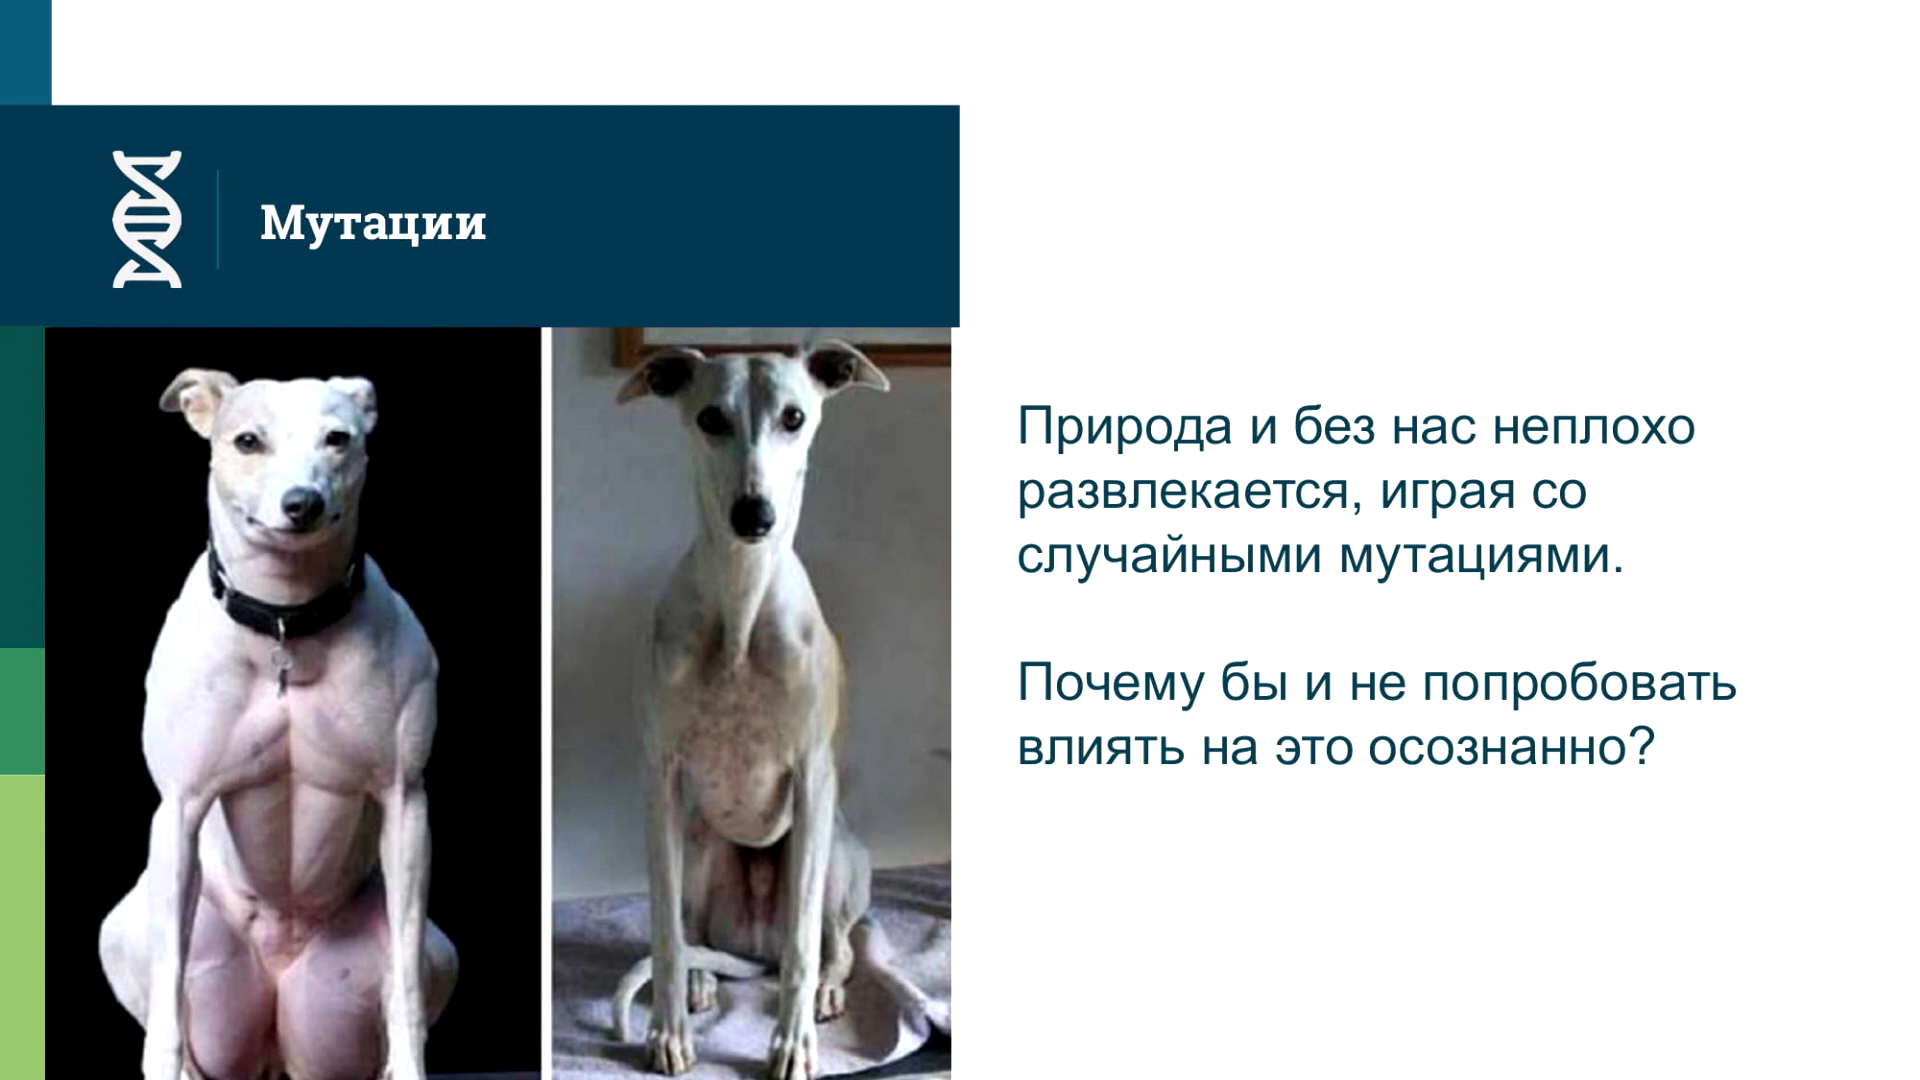 Мутации
Природа и без нас неплохо
развлекается, играя со
случайными мутациями.
Почему бы и не попробовать
влиять на это осознанно?